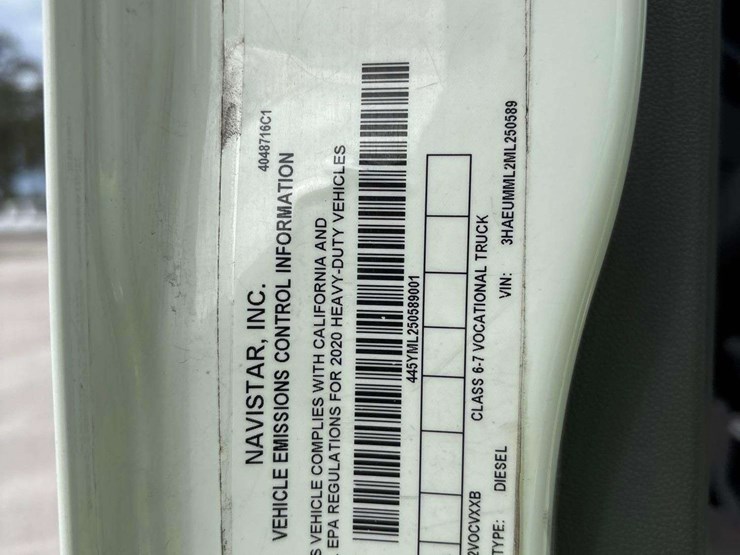 4048716C1
NAVISTAR, INC.
VEHICLE EMISSIONS CONTROL INFORMATION
S VEHICLE COMPLIES WITH CALIFORNIA AND
. EPA REGULATIONS FOR 2020 HEAVY-DUTY VEHICLES
445YML250589001
2VOCVXXB CLASS 6-7 VOCATIONAL TRUCK
TYPE: DIESEL VIN: 3HAEUMML2ML250589